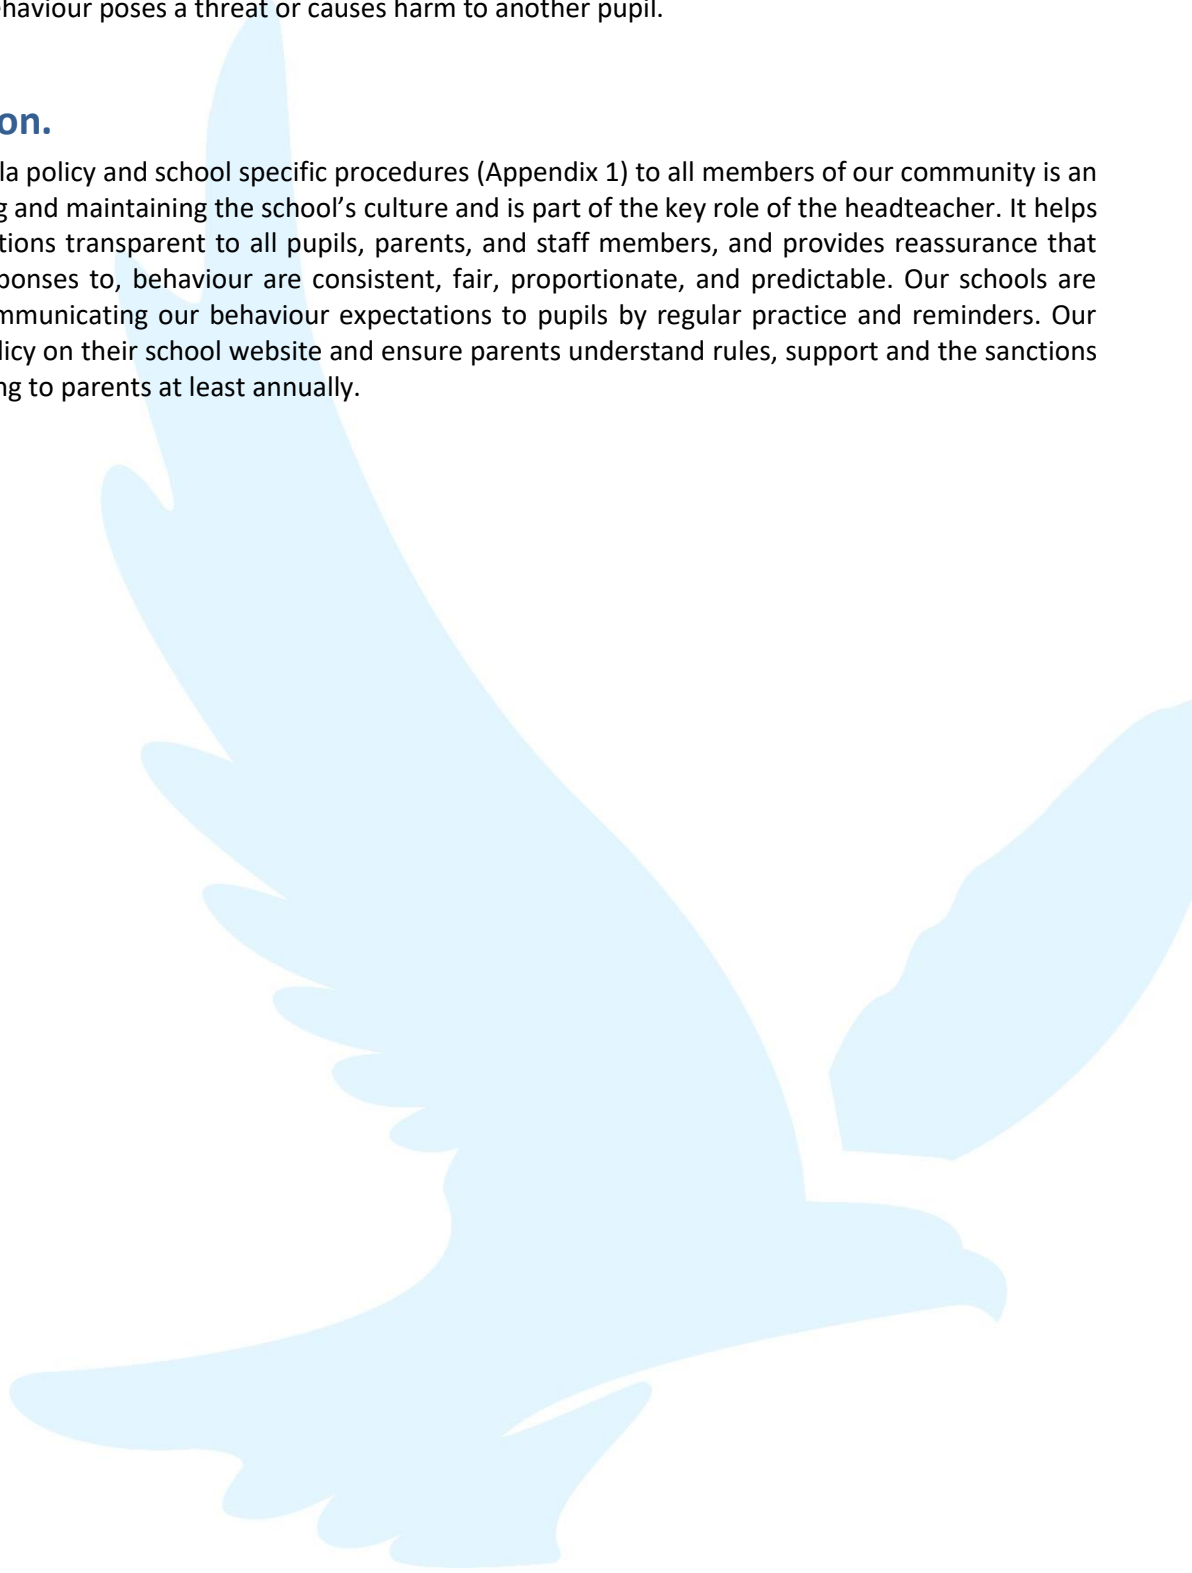 ehaviour poses a threat or causes harm to another pupil.
on.
la policy and school specific procedures (Appendix 1) to all members of our community is an
g and maintaining the school’s culture and is part of the key role of the headteacher. It helps
tions transparent to all pupils, parents, and staff members, and provides reassurance that
ponses to, behaviour are consistent, fair, proportionate, and predictable. Our schools are
mmunicating our behaviour expectations to pupils by regular practice and reminders. Our
licy on their school website and ensure parents understand rules, support and the sanctions
ng to parents at least annually.